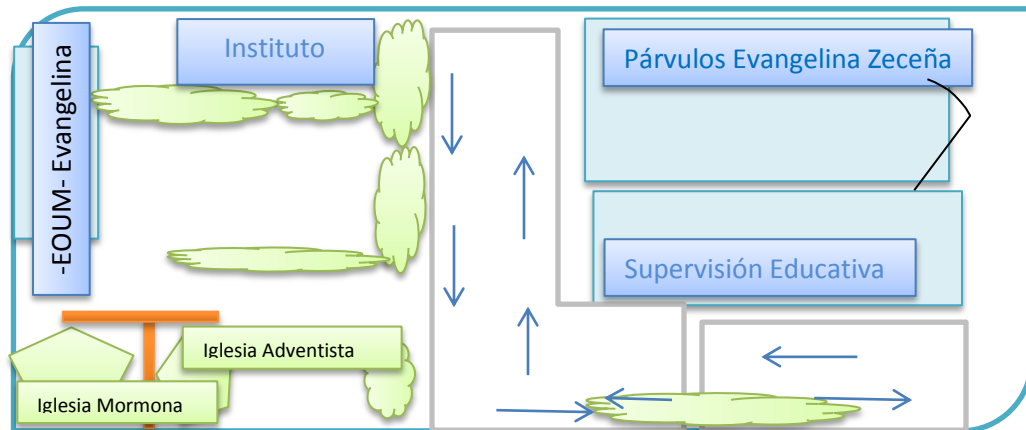 -EOUM- Evangelina
Instituto
Párvulos Evangelina Zeceña
Supervisión Educativa
Iglesia Adventista
Iglesia Mormona